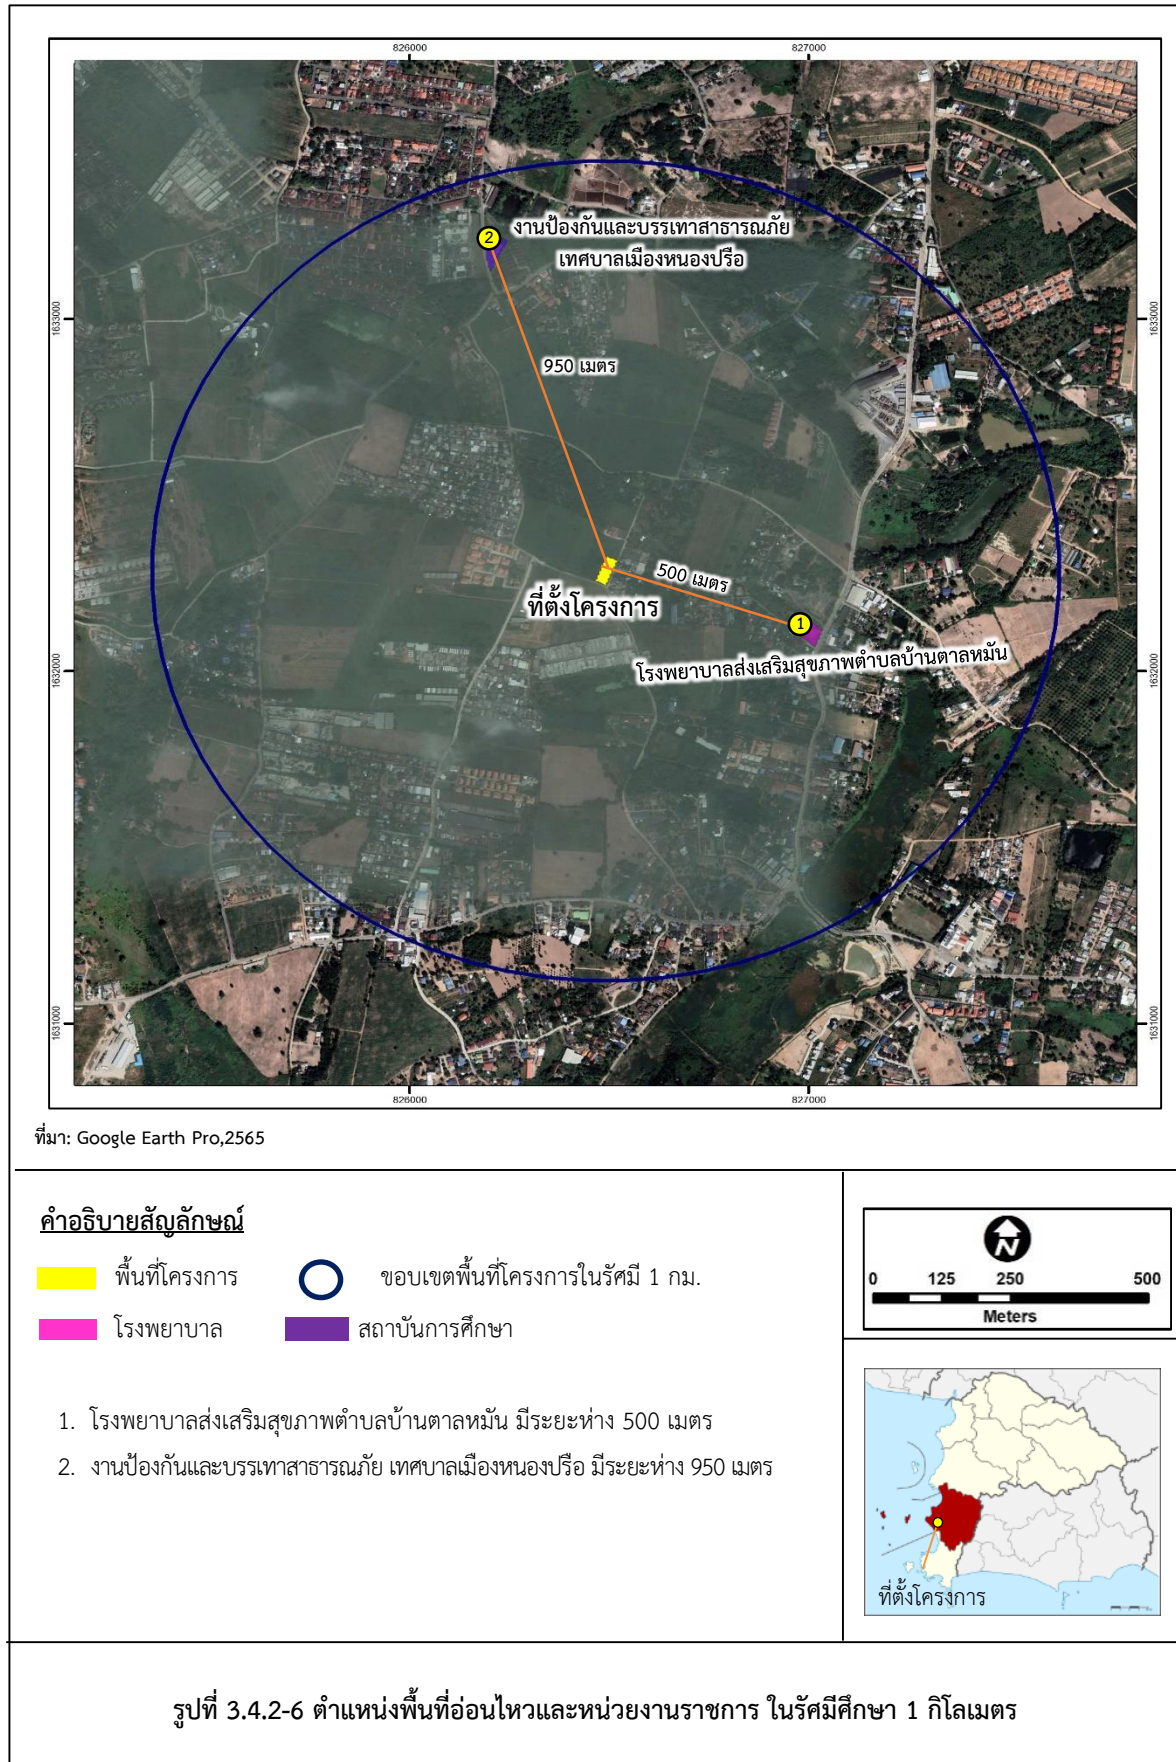 826000
827000
งานป้องกันและบรรเทาสาธารณภัย
เทศบาลเมืองหนองปรือ
2
1633000
1633000
950 เมตร
500 เมตร
ที่ตั้งโครงการ
1
โรงพยาบาลส่งเสริมสุขภาพตำบลบ้านตาลหมัน
1632000
1632000
1631000
1631000
826000
827000
ที่มา: Google Earth Pro,2565
คำอธิบายสัญลักษณ์
พื้นที่โครงการ
ขอบเขตพื้นที่โครงการในรัศมี 1 กม.
โรงพยาบาล
สถาบันการศึกษา
1. โรงพยาบาลส่งเสริมสุขภาพตำบลบ้านตาลหมัน มีระยะห่าง 500 เมตร
2. งานป้องกันและบรรเทาสาธารณภัย เทศบาลเมืองหนองปรือ มีระยะห่าง 950 เมตร
N
0 125 250 500
Meters
ที่ตั้งโครงการ
รูปที่ 3.4.2-6 ตำแหน่งพื้นที่อ่อนไหวและหน่วยงานราชการ ในรัศมีศึกษา 1 กิโลเมตร